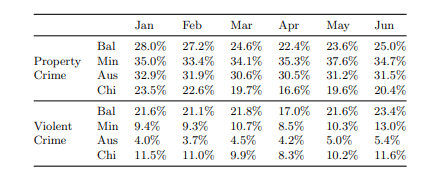 Jan Feb Mar Apr May Jun
Bal 28.0% 27.2% 24.6% 22.4% 23.6% 25.0%
Property Min 35.0% 33.4% 34.1% 35.3% 37.6% 34.7%
Crime Aus 32.9% 31.9% 30.6% 30.5% 31.2% 31.5%
Chi 23.5% 22.6% 19.7% 16.6% 19.6% 20.4%
Bal 21.6% 21.1% 21.8% 17.0% 21.6% 23.4%
Violent Min 9.4% 9.3% 10.7% 8.5% 10.3% 13.0%
Crime Aus 4.0% 3.7% 4.5% 4.2% 5.0% 5.4%
Chi 11.5% 11.0% 9.9% 8.3% 10.2% 11.6%